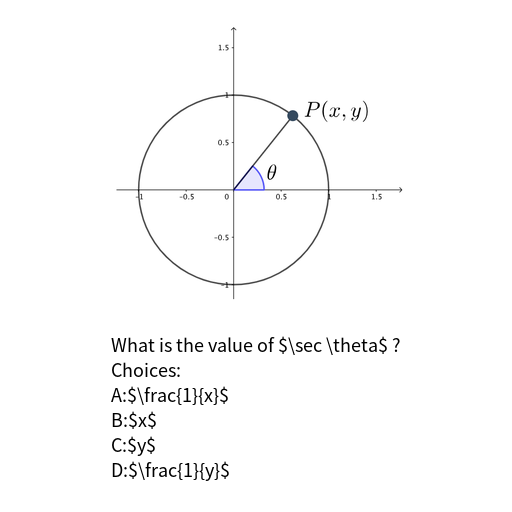 1.5
1
P(x, y)
0.5
θ
-1
-0.5
0
0.5
1
1.5
-0.5
-1
What is the value of $\sec \theta$ ?
Choices:
A:$\frac{1}{x}$
B:$x$
C:$y$
D:$\frac{1}{y}$